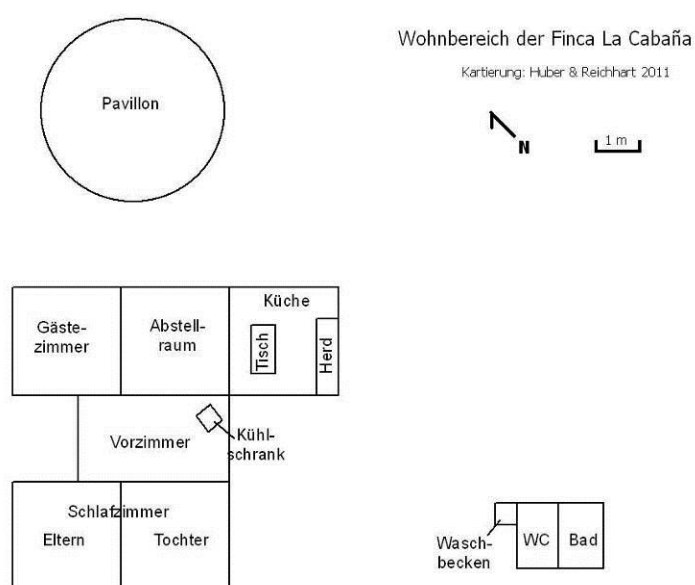 Wohnbereich der Finca La Cabaña
Kartierung: Huber & Reichhart 2011
Pavillon
N
1 m
Küche
Gäste-
zimmer
Abstell-
raum
Tisch
Herd
Vorzimmer
Kühl-
schrank
Schlafzimmer
Eltern
Tochter
Wasch-
becken
WC
Bad